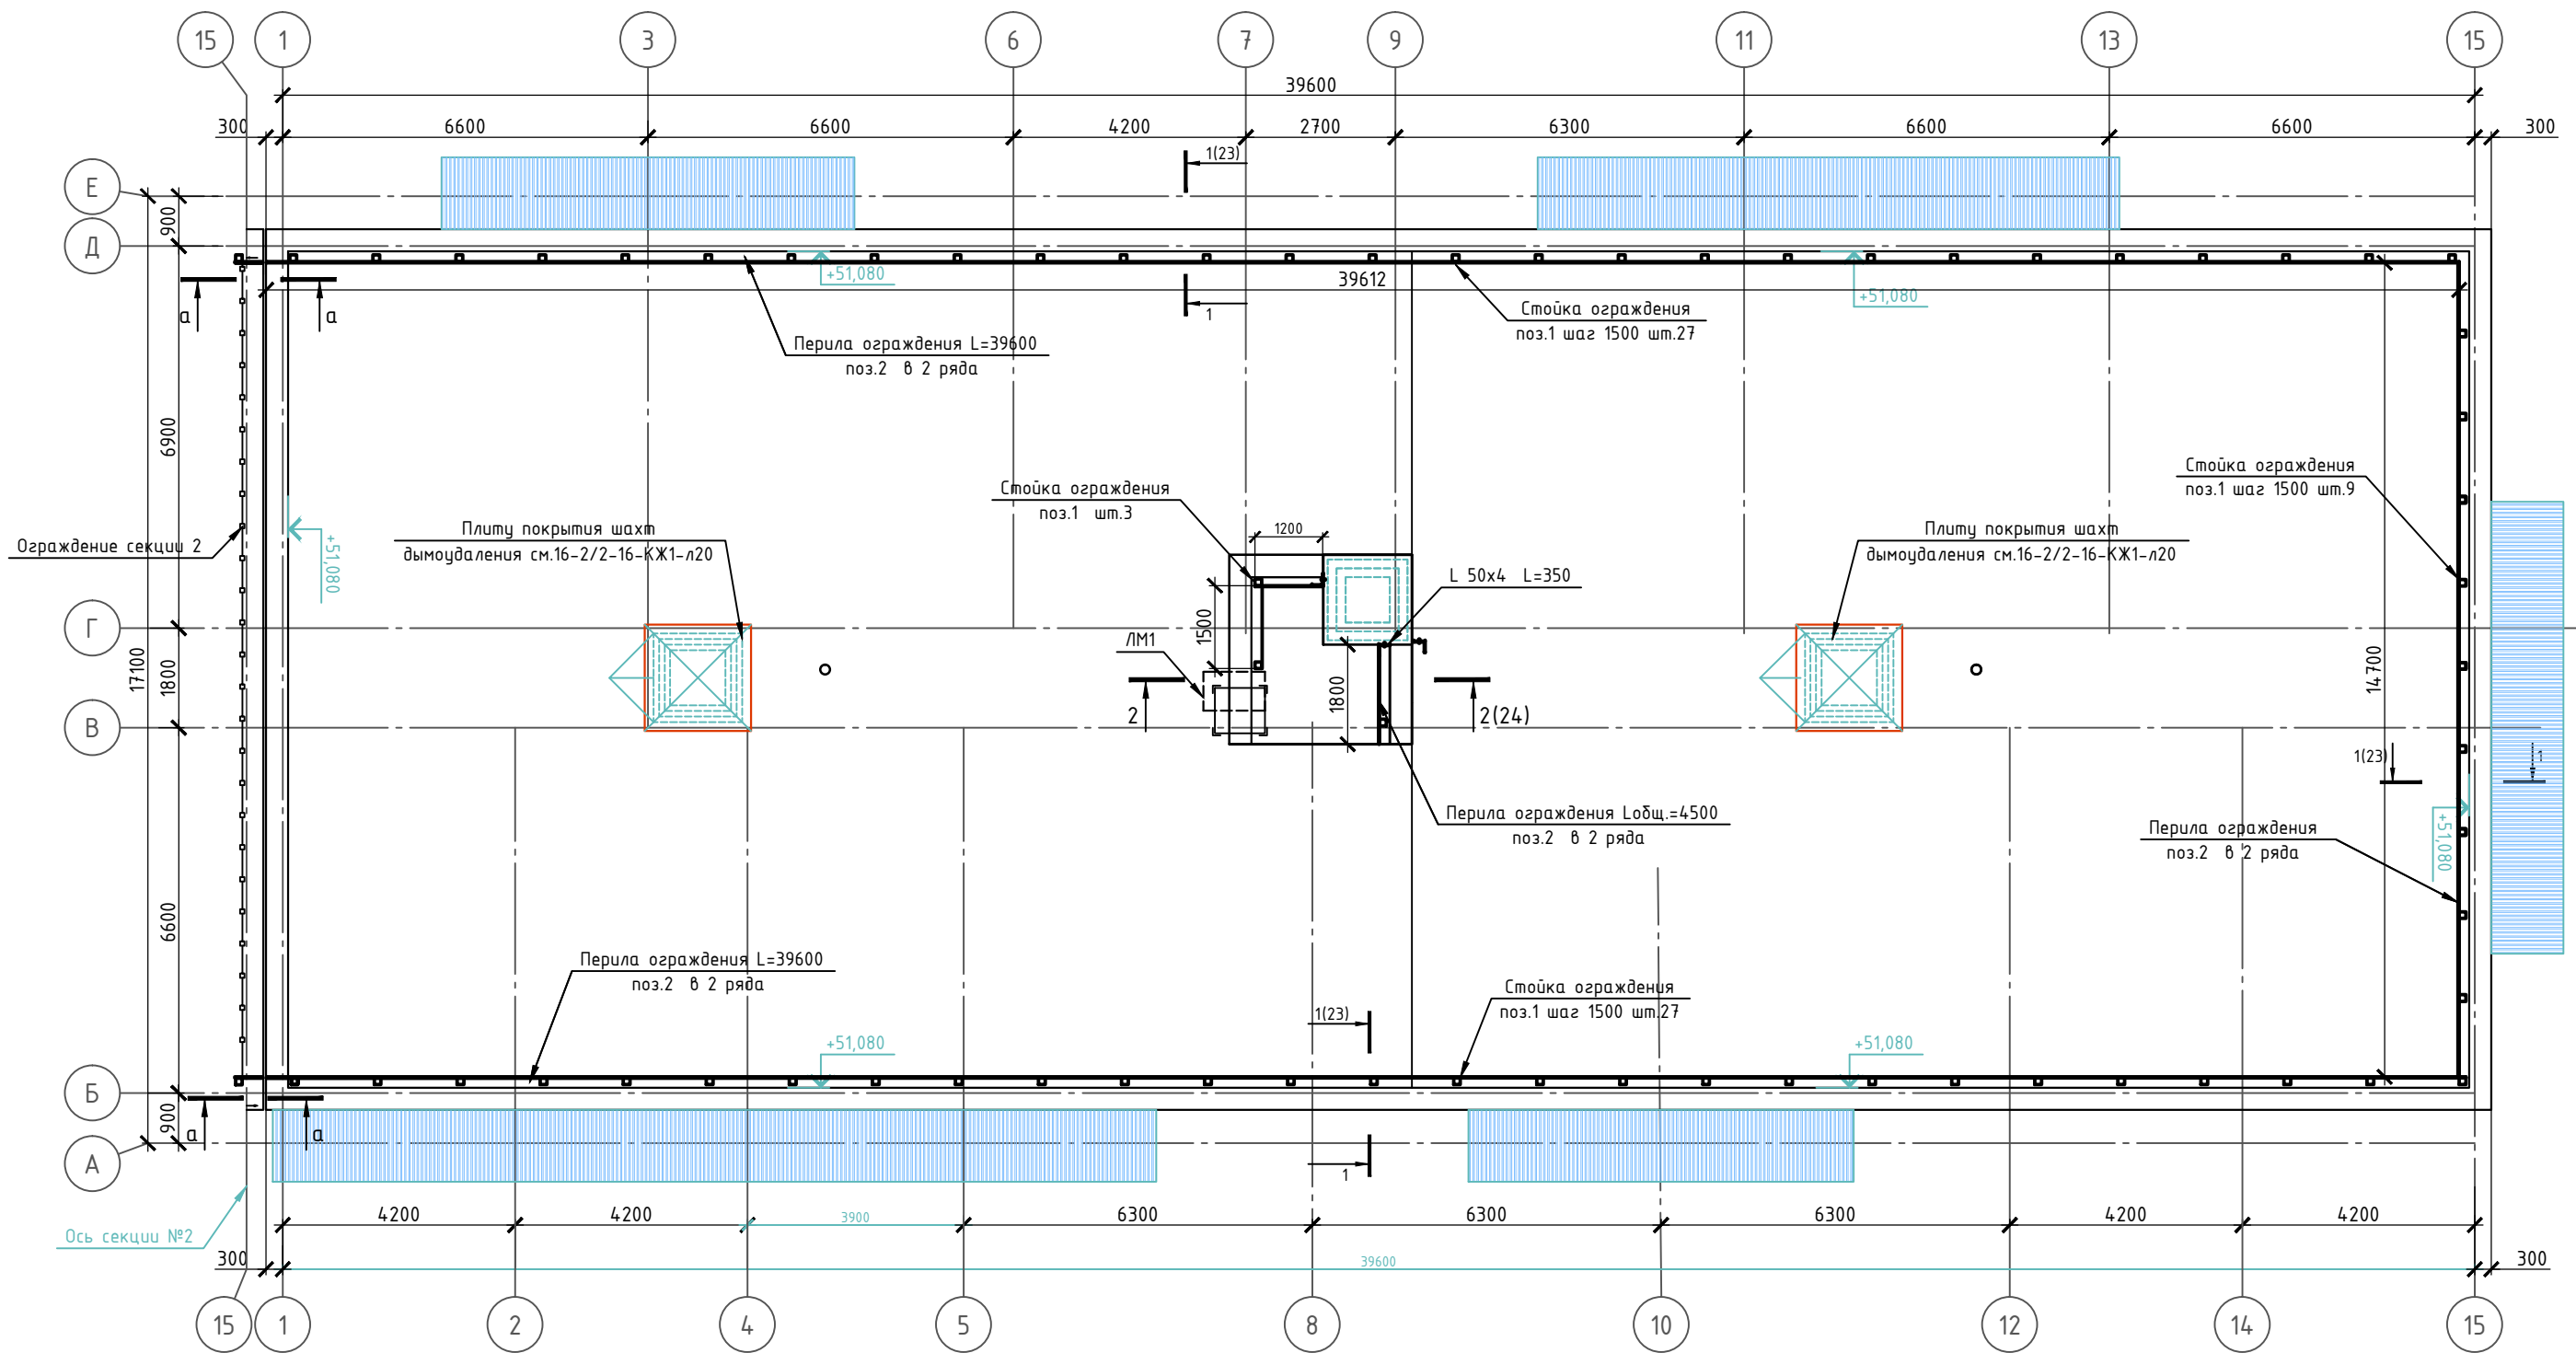 15
1
3
6
7
9
11
13
15
39600
300
6600
6600
4200
2700
6300
6600
6600
300
1(23)
Е
900
Д
+51,080
39612
+51,080
а
а
1
Стойка ограждения
поз.1 шаг 1500 шт.27
Перила ограждения L=39600
поз.2 в 2 ряда
6900
Стойка ограждения
поз.1 шт.3
Стойка ограждения
поз.1 шаг 1500 шт.9
Ограждение секции 2
+51,080
Плиту покрытия шахт
дымоудаления см.16-2/2-16-КЖ1-л20
1200
Плиту покрытия шахт
дымоудаления см.16-2/2-16-КЖ1-л20
L 50х4 L=350
Г
1500
ЛМ1
17100
1800
1800
14700
2
2(24)
В
1(23)
1
Перила ограждения Lобщ.=4500
поз.2 в 2 ряда
Перила ограждения
поз.2 в 2 ряда
+51,080
6600
Перила ограждения L=39600
поз.2 в 2 ряда
Стойка ограждения
поз.1 шаг 1500 шт.27
1(23)
+51,080
+51,080
Б
900
а
а
А
1
Ось секции №2
4200
4200
3900
6300
6300
6300
4200
4200
300
39600
300
15
1
2
4
5
8
10
12
14
15